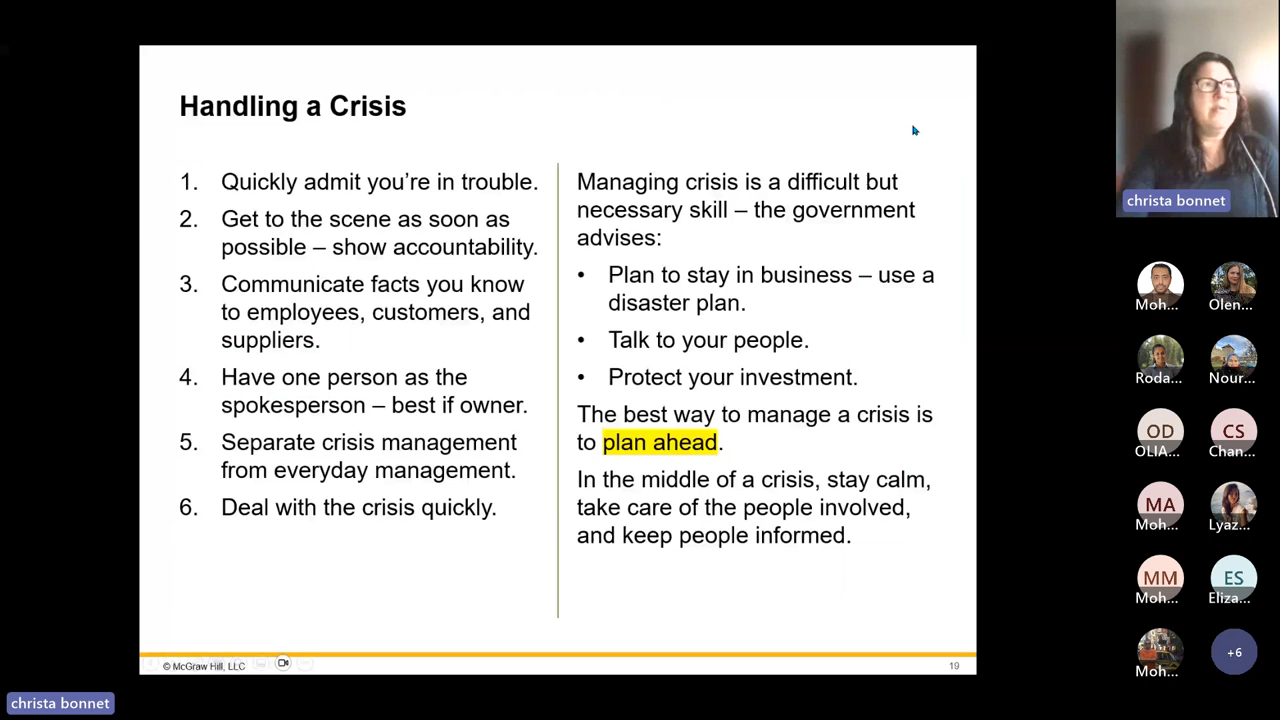 Handling a Crisis
1. Quickly admit you’re in trouble.
2. Get to the scene as soon as
possible – show accountability.
3. Communicate facts you know
to employees, customers, and
suppliers.
4. Have one person as the
spokesperson – best if owner.
5. Separate crisis management
from everyday management.
6. Deal with the crisis quickly.
Managing crisis is a difficult but
necessary skill – the government
advises:
• Plan to stay in business – use a
disaster plan.
• Talk to your people.
• Protect your investment.
The best way to manage a crisis is
to plan ahead.
In the middle of a crisis, stay calm,
take care of the people involved,
and keep people informed.
© McGraw Hill, LLC
19
christa bonnet
christa bonnet
Moh...
Olen...
Roda...
Nour...
OD
OLIA...
CS
Chan...
MA
Moh...
Lyaz...
MM
Moh...
ES
Eliza...
Moh...
+6